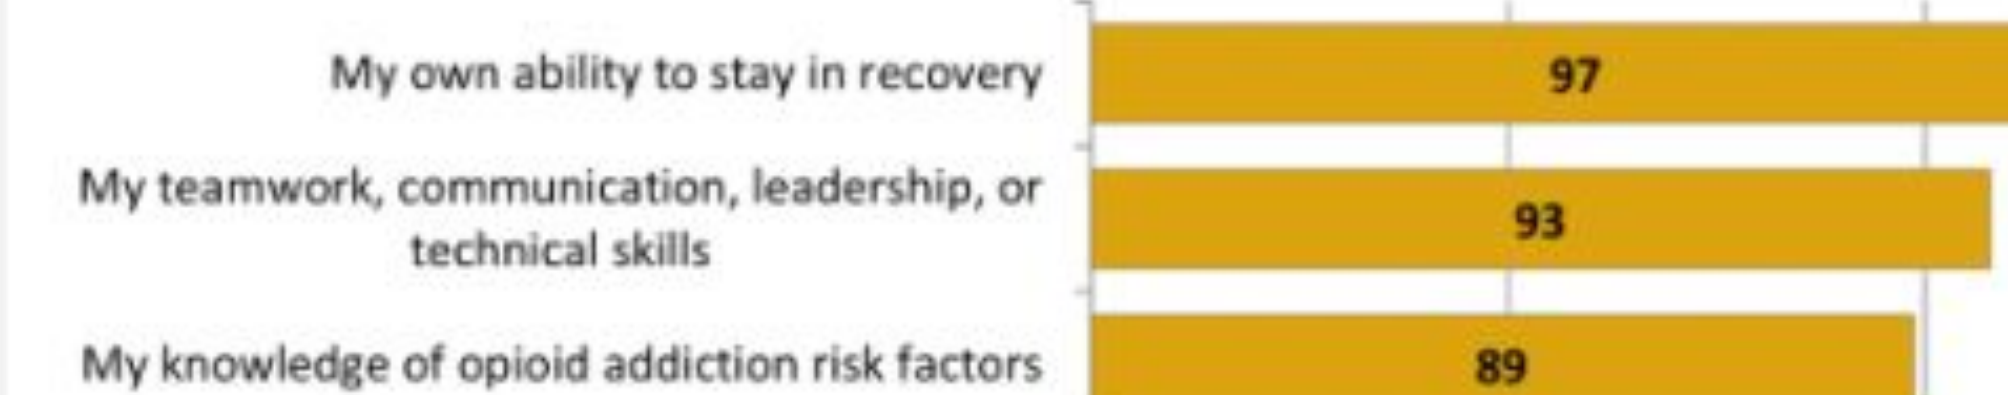 My own ability to stay in recovery 97
My teamwork, communication, leadership, or
technical skills 93
My knowledge of opioid addiction risk factors 89